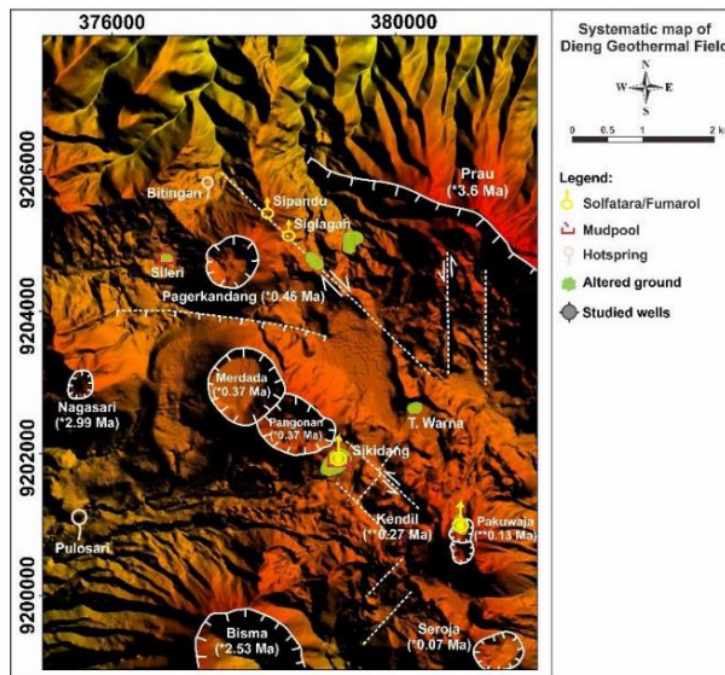 376000
380000
9206000
9204000
9202000
9200000
Bitingan
Sipandu
Siglagah
Prau
(*3.6 Ma)
Sileri
Pagerkandang (*0.46 Ma)
Merdada
(*0.37 Ma)
Nagasari
(*2.99 Ma)
Pangonan
(*0.37 Ma)
T. Warna
Sikidang
Kendil
(**0.27 Ma)
Pakuwaja
(**0.13 Ma)
Pulosari
Bisma
(*2.53 Ma)
Seroja
(*0.07 Ma)
Systematic map of
Dieng Geothermal Field
N
W E
S
0 1 2 k
Legend:
Solfatara/Fumarol
Mudpool
Hotspring
Altered ground
Studied wells